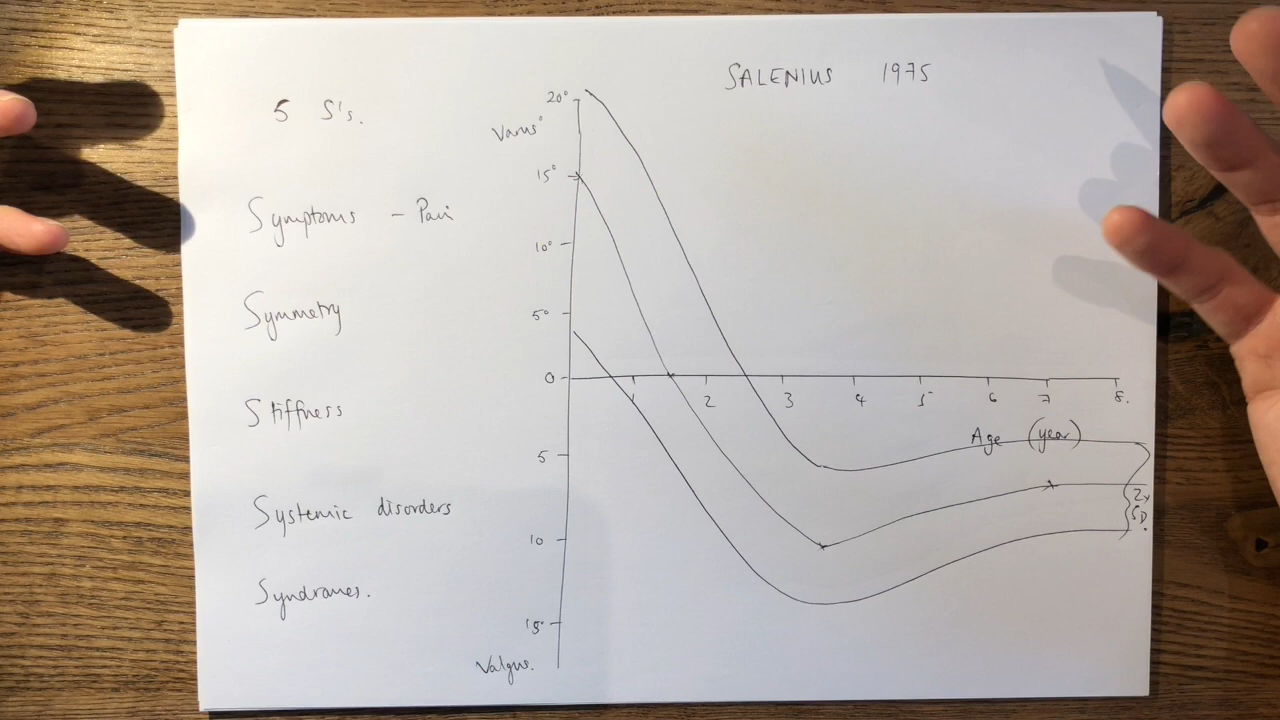 SALENIUS 1975
5 S's.
Symptoms - Pain
Symmetry
Stiffness
Systemic disorders
Syndromes.
20°
Varus°
15°
10°
5°
0
5
10
15
Valgus.
1 2 3 4 5 6 7 8.
Age (year)
2x
SD.